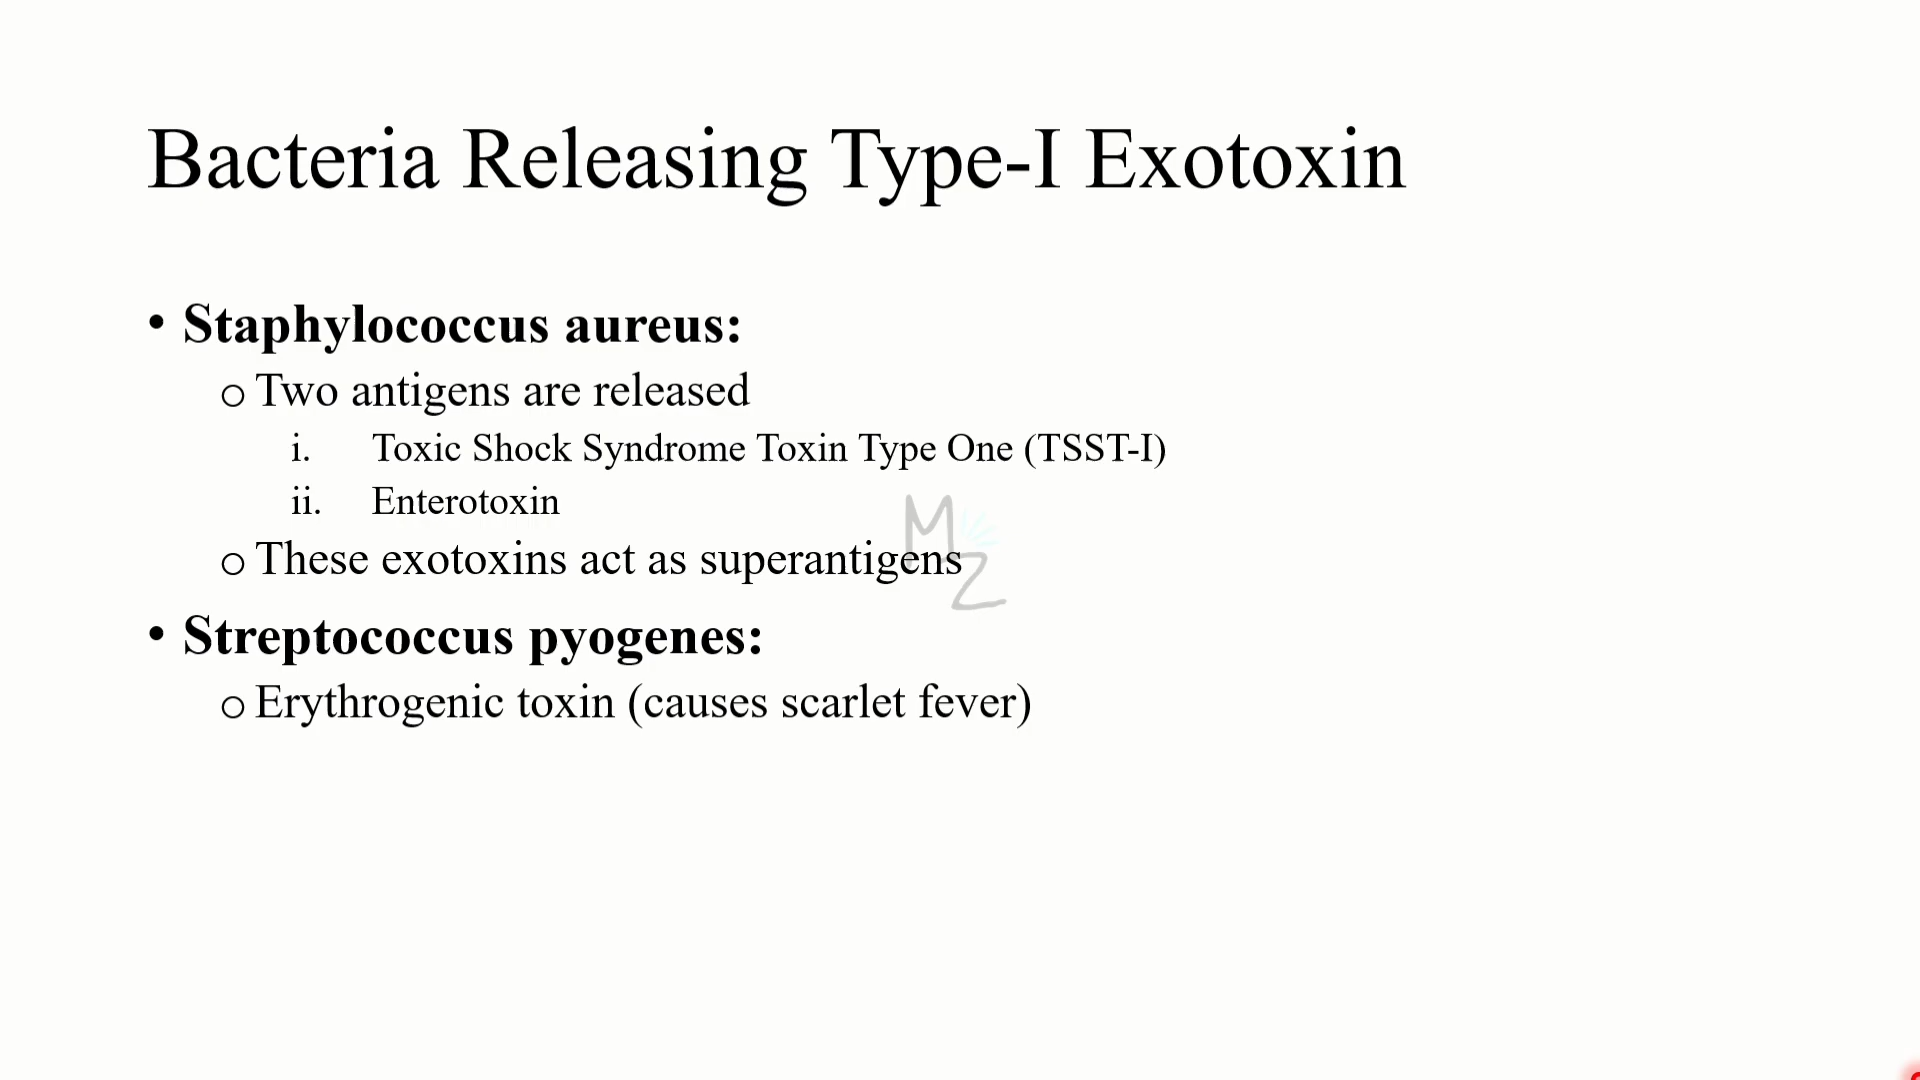 Bacteria Releasing Type-I Exotoxin
• Staphylococcus aureus:
o Two antigens are released
i. Toxic Shock Syndrome Toxin Type One (TSST-I)
ii. Enterotoxin
o These exotoxins act as superantigens
MZ
• Streptococcus pyogenes:
o Erythrogenic toxin (causes scarlet fever)